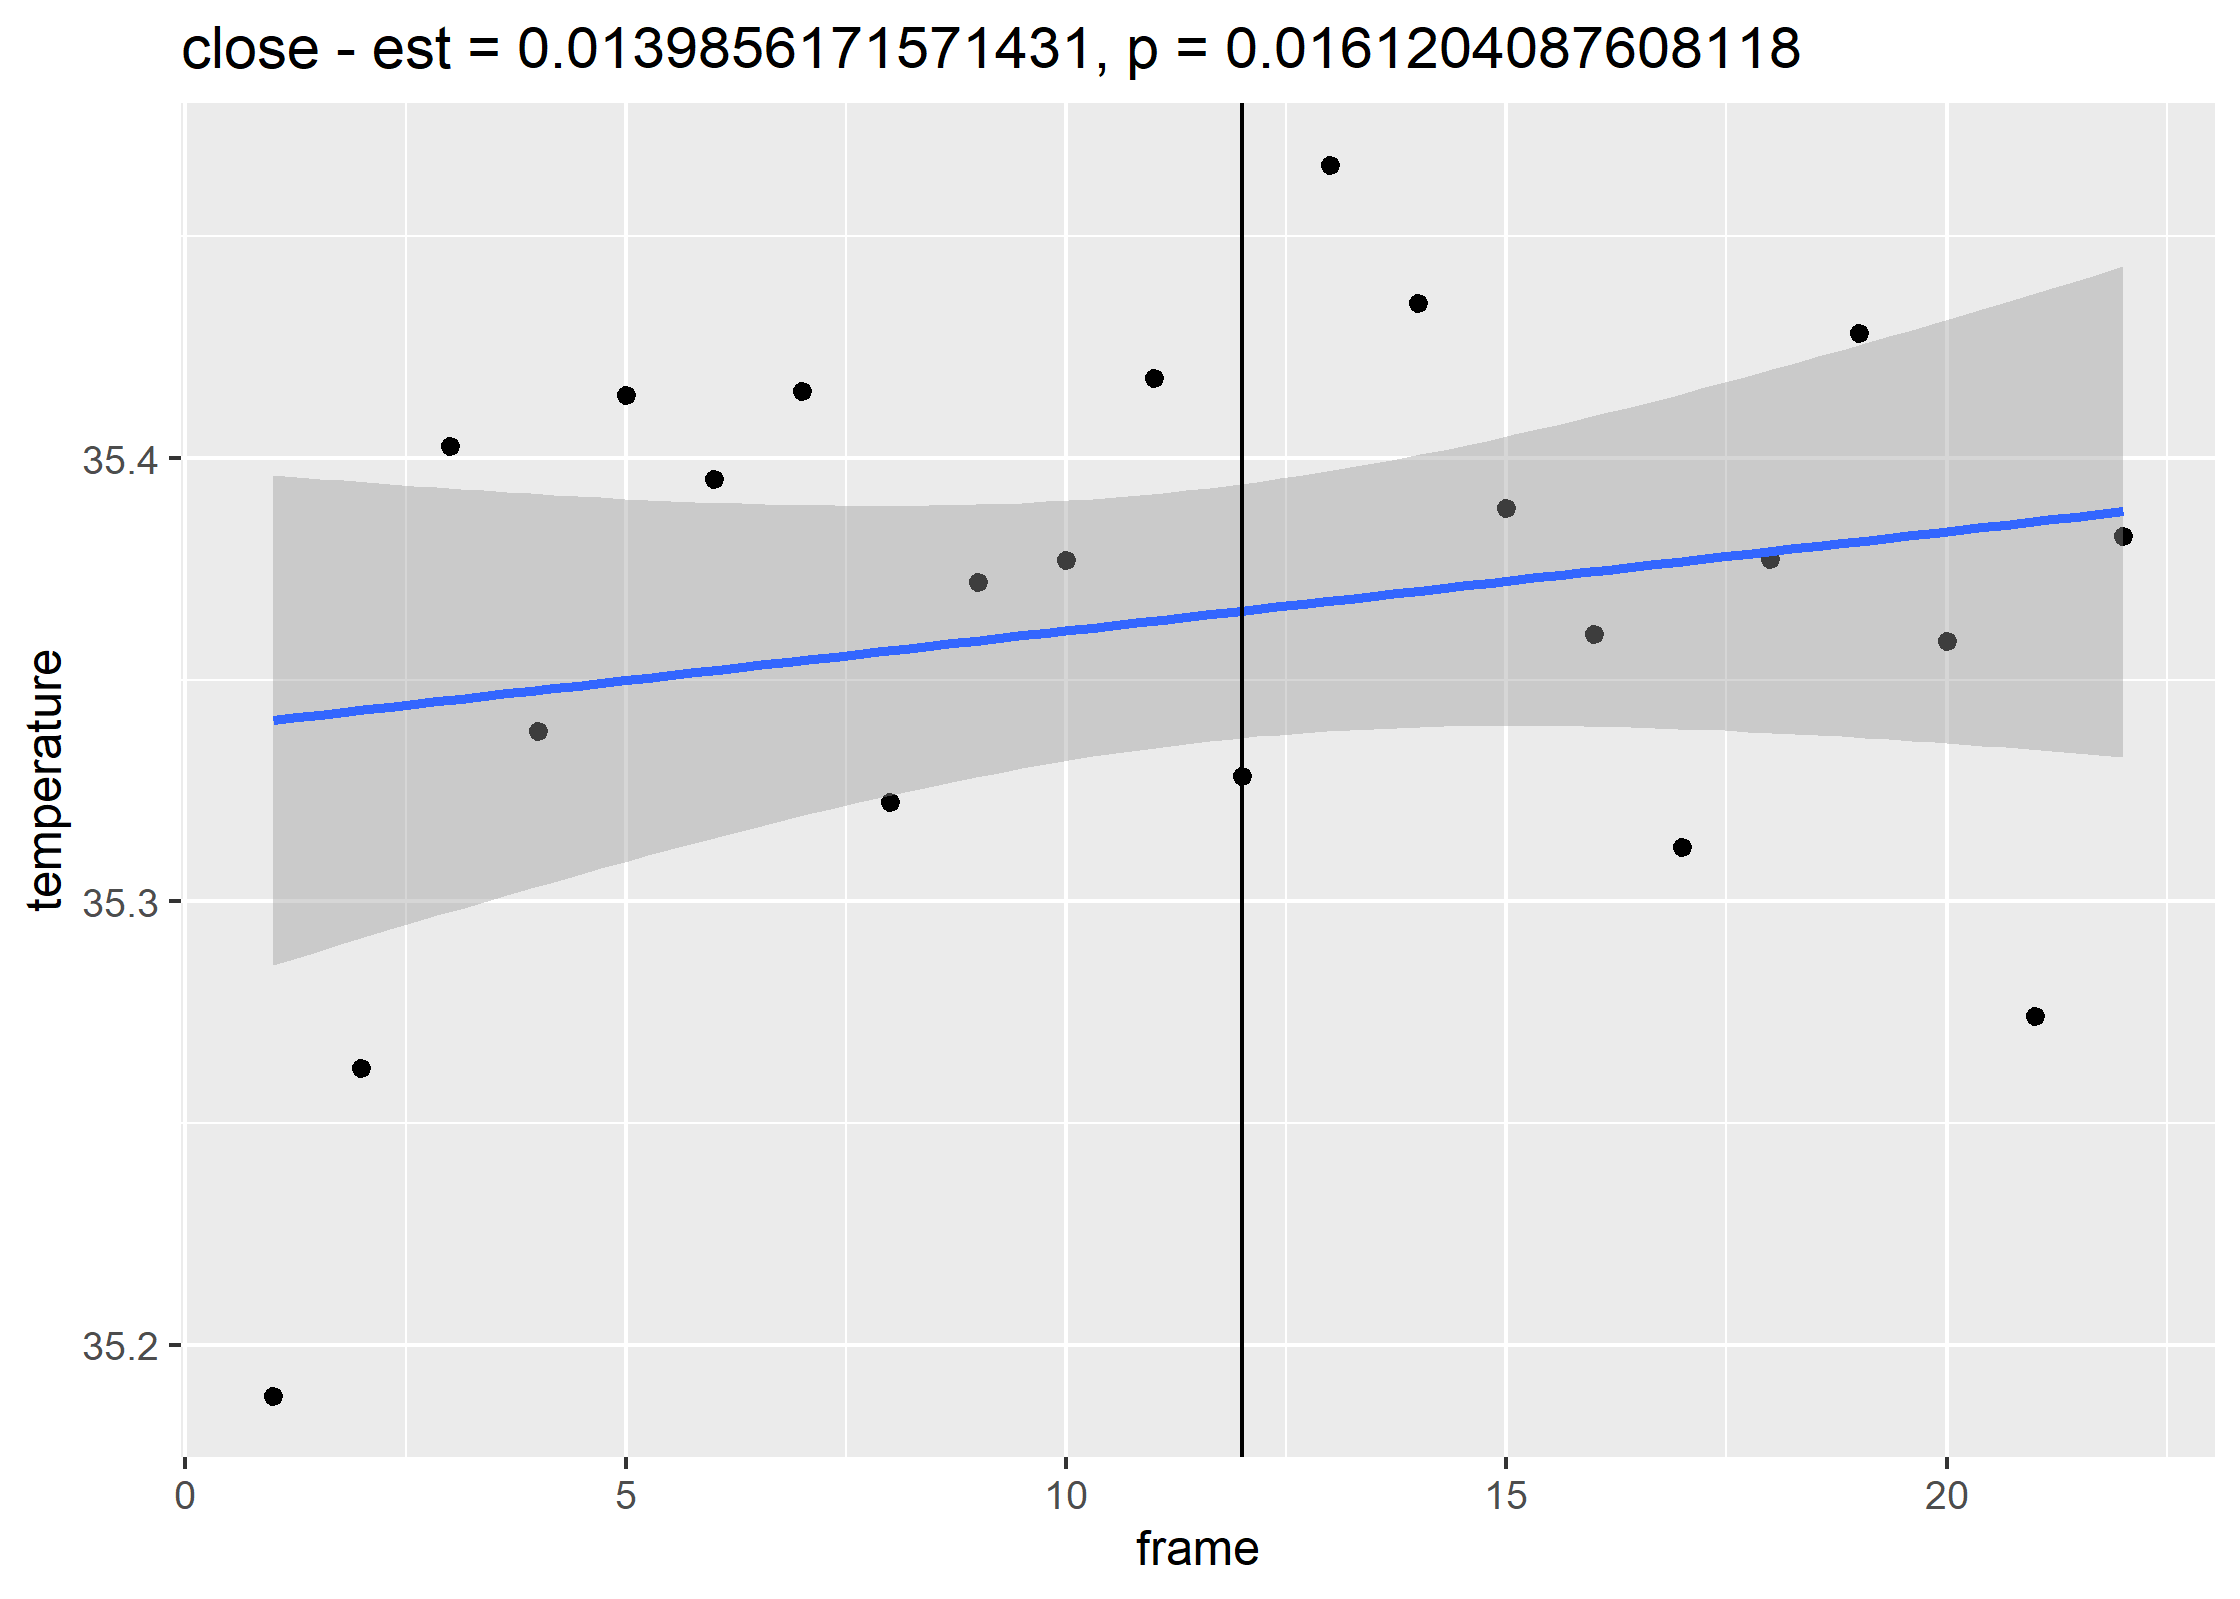 close - est = 0.0139856171571431, p = 0.0161204087608118
temperature
35.4
35.3
35.2
0 5 10 15 20
frame